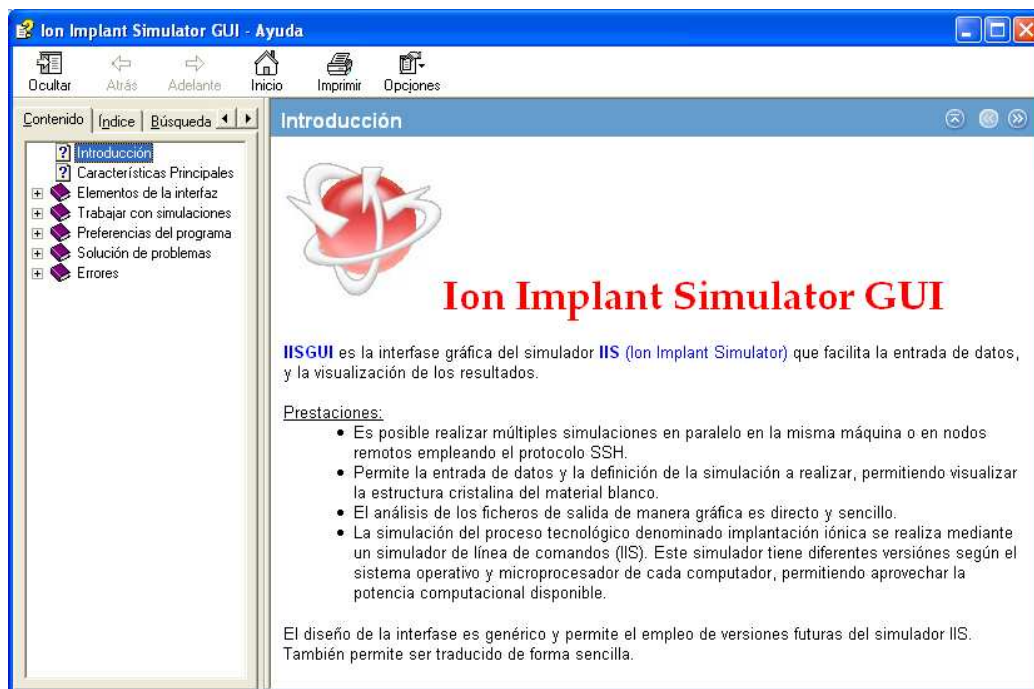 Ion Implant Simulator GUI - Ayuda
Ocultar Atrás Adelante Inicio Imprimir Opciones
Contenido Índice Búsqueda
Introducción
Características Principales
Elementos de la interfaz
Trabajar con simulaciones
Preferencias del programa
Solución de problemas
Errores
Introducción
Ion Implant Simulator GUI
IISGUI es la interfase gráfica del simulador IIS (Ion Implant Simulator) que facilita la entrada de datos,
y la visualización de los resultados.
Prestaciones:
• Es posible realizar múltiples simulaciones en paralelo en la misma máquina o en nodos
remotos empleando el protocolo SSH.
• Permite la entrada de datos y la definición de la simulación a realizar, permitiendo visualizar
la estructura cristalina del material blanco.
• El análisis de los ficheros de salida de manera gráfica es directo y sencillo.
• La simulación del proceso tecnológico denominado implantación iónica se realiza mediante
un simulador de línea de comandos (IIS). Este simulador tiene diferentes versiónes según el
sistema operativo y microprocesador de cada computador, permitiendo aprovechar la
potencia computacional disponible.
El diseño de la interfase es genérico y permite el empleo de versiones futuras del simulador IIS.
También permite ser traducido de forma sencilla.